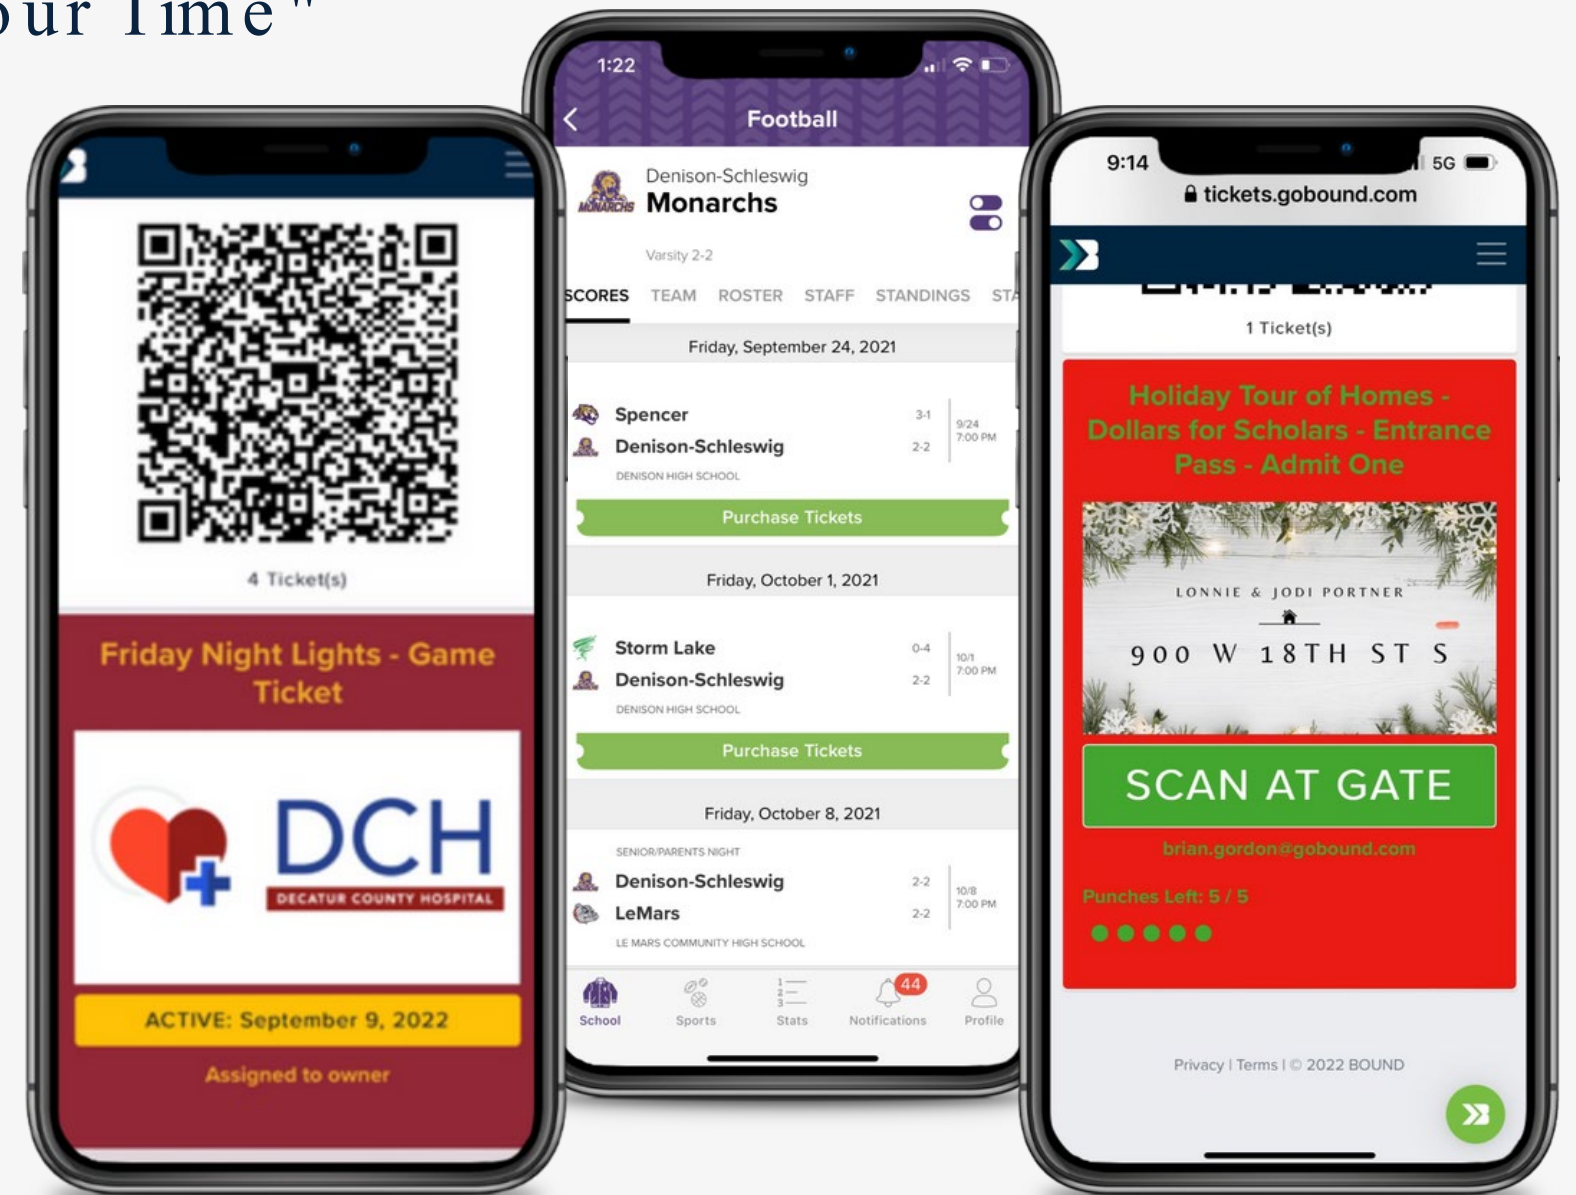 our Time"
4 Ticket(s)
Friday Night Lights - Game
Ticket
DCH
DECATUR COUNTY HOSPITAL
ACTIVE: September 9, 2022
Assigned to owner
1:22
Football
Denison-Schleswig
MONARCHS
Monarchs
Varsity 2-2
SCORES TEAM ROSTER STAFF STANDINGS STA
Friday, September 24, 2021
Spencer 3-1
9/24
7:00 PM
Denison-Schleswig 2-2
DENISON HIGH SCHOOL
Purchase Tickets
Friday, October 1, 2021
Storm Lake 0-4
10/1
7:00 PM
Denison-Schleswig 2-2
DENISON HIGH SCHOOL
Purchase Tickets
Friday, October 8, 2021
SENIOR/PARENTS NIGHT
Denison-Schleswig 2-2
10/8
7:00 PM
LeMars 2-2
LE MARS COMMUNITY HIGH SCHOOL
44
School Sports Stats Notifications Profile
9:14 5G
tickets.gobound.com
1 Ticket(s)
Holiday Tour of Homes -
Dollars for Scholars - Entrance
Pass - Admit One
LONNIE & JODI PORTNER
900 W 18TH ST S
SCAN AT GATE
brian.gordon@gobound.com
Punches Left: 5 / 5
Privacy | Terms | © 2022 BOUND